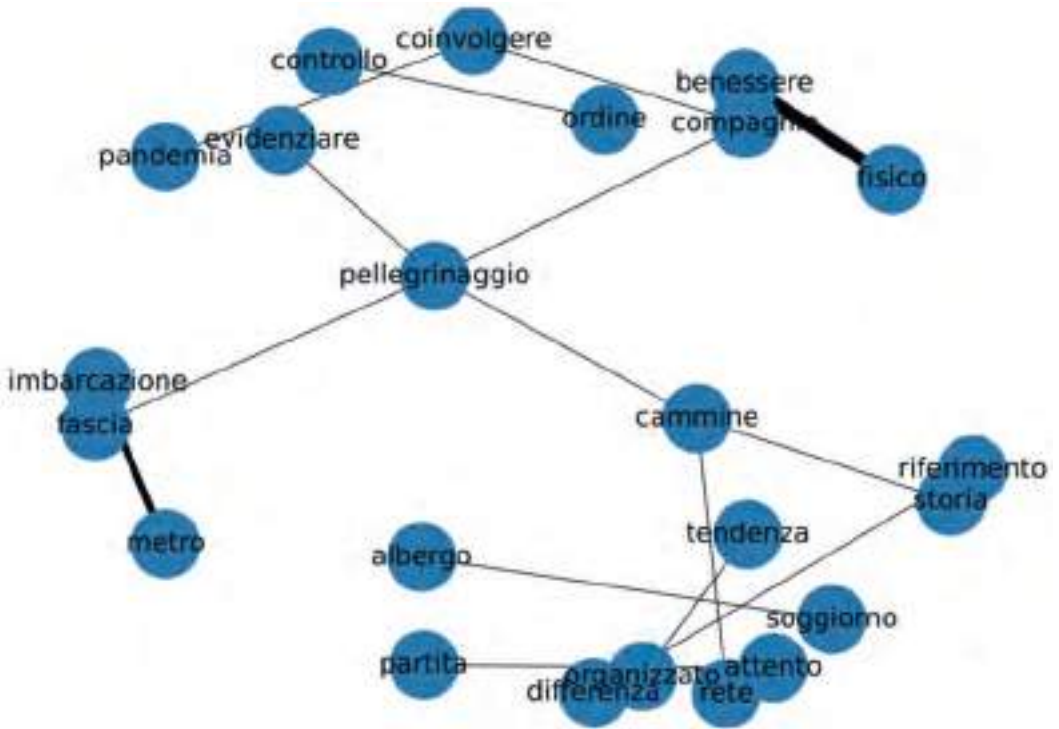 coinvolgere
controllo
benessere
ordine
compagnia
evidenziare
pandemia
fisico
pellegrinaggio
imbarcazione
fascia
cammine
riferimento
storia
tendenza
metro
albergo
soggiorno
partita
attento
organizzato
differenza
rete